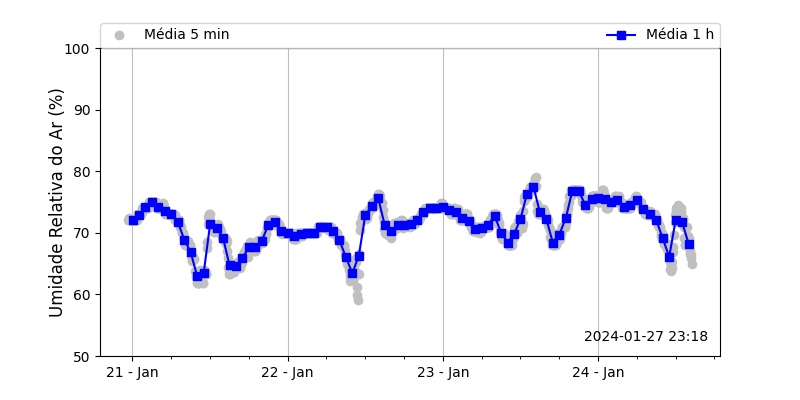 Média 5 min
Média 1 h
Umidade Relativa do Ar (%)
100
90
80
70
60
50
2024-01-27 23:18
21 - Jan
22 - Jan
23 - Jan
24 - Jan